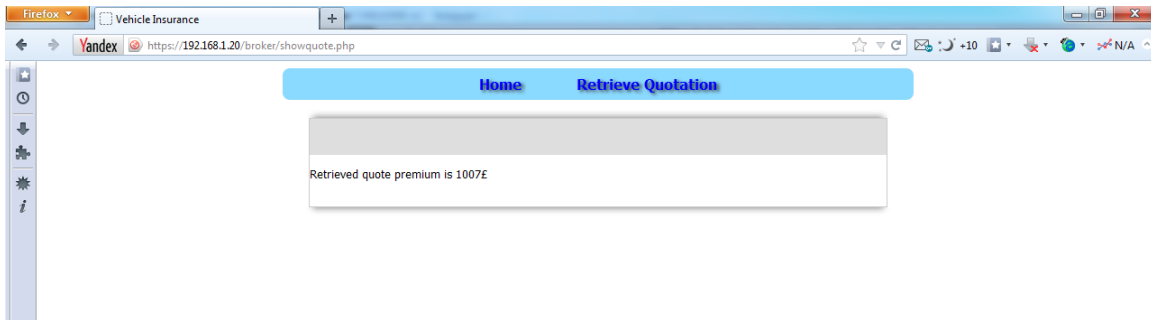 Firefox
Vehicle Insurance
Yandex https://192.168.1.20/broker/showquote.php
+10
N/A
Home Retrieve Quotation
Retrieved quote premium is 1007£